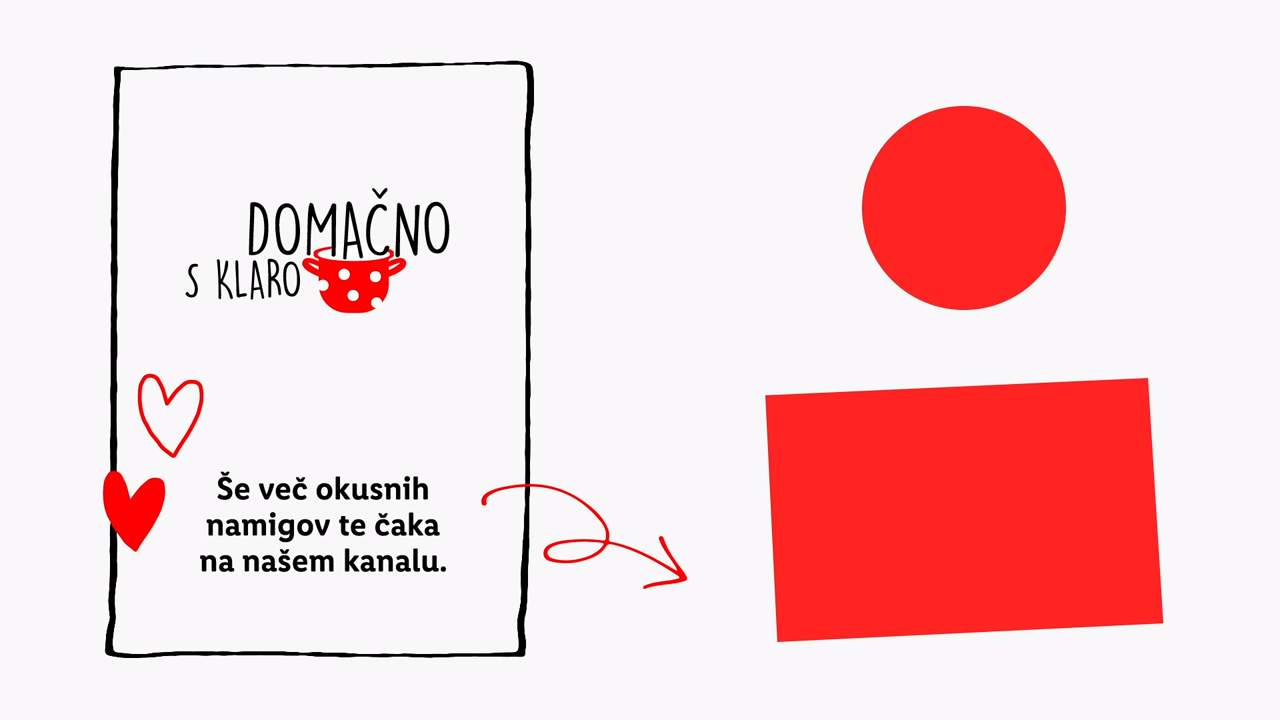 DOMAČNO
S KLARO
Še več okusnih
namigov te čaka
na našem kanalu.